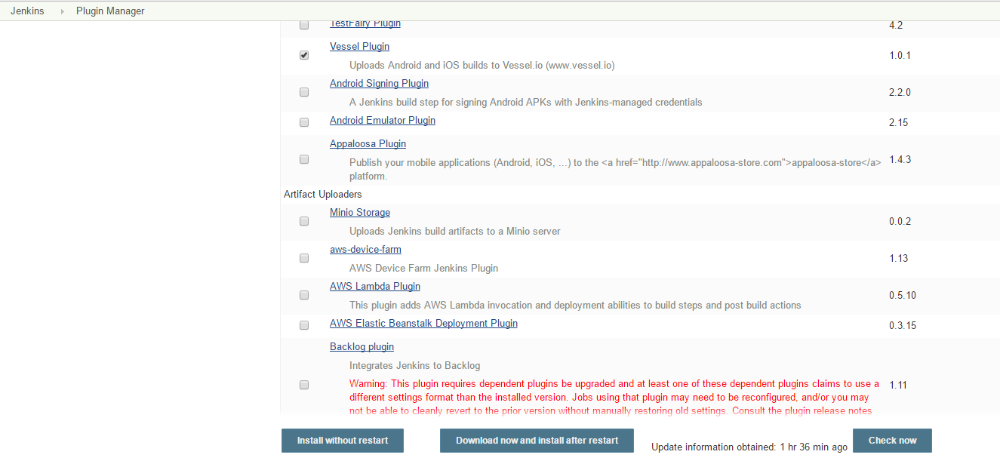 Jenkins Plugin Manager
TestFairy Plugin 4.2
Vessel Plugin
Uploads Android and iOS builds to Vessel.io (www.vessel.io) 1.0.1
Android Signing Plugin
A Jenkins build step for signing Android APKs with Jenkins-managed credentials 2.2.0
Android Emulator Plugin 2.15
Appaloosa Plugin
Publish your mobile applications (Android, iOS, ...) to the <a href="http://www.appaloosa-store.com">appaloosa-store</a> 1.4.3
platform.
Artifact Uploaders
Minio Storage
Uploads Jenkins build artifacts to a Minio server 0.0.2
aws-device-farm
AWS Device Farm Jenkins Plugin 1.13
AWS Lambda Plugin
This plugin adds AWS Lambda invocation and deployment abilities to build steps and post build actions 0.5.10
AWS Elastic Beanstalk Deployment Plugin 0.3.15
Backlog plugin
Integrates Jenkins to Backlog
Warning: This plugin requires dependent plugins be upgraded and at least one of these dependent plugins claims to use a 1.11
different settings format than the installed version. Jobs using that plugin may need to be reconfigured, and/or you may
not be able to cleanly revert to the prior version without manually restoring old settings. Consult the plugin release notes
Install without restart Download now and install after restart Update information obtained: 1 hr 36 min ago Check now